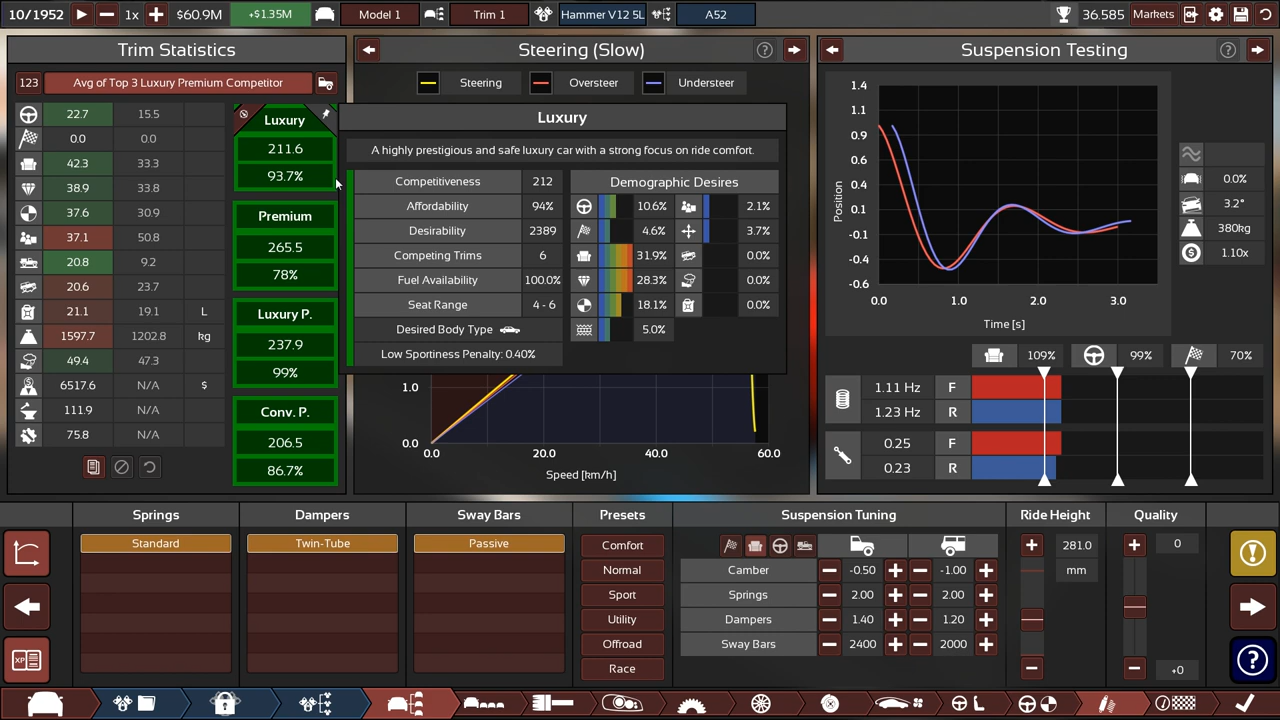 10/1952 1x $60.9M +$1.35M Model 1 Trim 1 Hammer V12 5L A52 36.585 Markets
Trim Statistics
123 Avg of Top 3 Luxury Premium Competitor
22.7 15.5
0.0 0.0
42.3 33.3
38.9 33.8
37.6 30.9
37.1 50.8
20.8 9.2
20.6 23.7
21.1 19.1 L
1597.7 1202.8 kg
49.4 47.3
6517.6 N/A $
111.9 N/A
75.8 N/A
Luxury
211.6
93.7%
Premium
265.5
78%
Luxury P.
237.9
99%
Conv. P.
206.5
86.7%
Steering (Slow) ?
Steering Oversteer Understeer
Luxury
A highly prestigious and safe luxury car with a strong focus on ride comfort.
Competitiveness 212
Affordability 94%
Desirability 2389
Competing Trims 6
Fuel Availability 100.0%
Seat Range 4 - 6
Desired Body Type
Low Sportiness Penalty: 0.40%
Demographic Desires
10.6% 2.1%
4.6% 3.7%
31.9% 0.0%
28.3% 0.0%
18.1% 0.0%
5.0%
1.0
0.0
0.0 20.0 40.0 60.0
Speed [km/h]
Suspension Testing ?
1.4
1.1
0.9
0.6
0.4
0.1
-0.1
-0.4
-0.6
Position
0.0 1.0 2.0 3.0
Time [s]
0.0%
3.2°
380kg
1.10x
109% 99% 70%
1.11 Hz F
1.23 Hz R
0.25 F
0.23 R
Springs Dampers Sway Bars Presets Suspension Tuning Ride Height Quality
Standard Twin-Tube Passive
Comfort
Normal
Sport
Utility
Offroad
Race
Camber -0.50 -1.00
Springs 2.00 2.00
Dampers 1.40 1.20
Sway Bars 2400 2000
281.0
mm
0
+0
XP
?